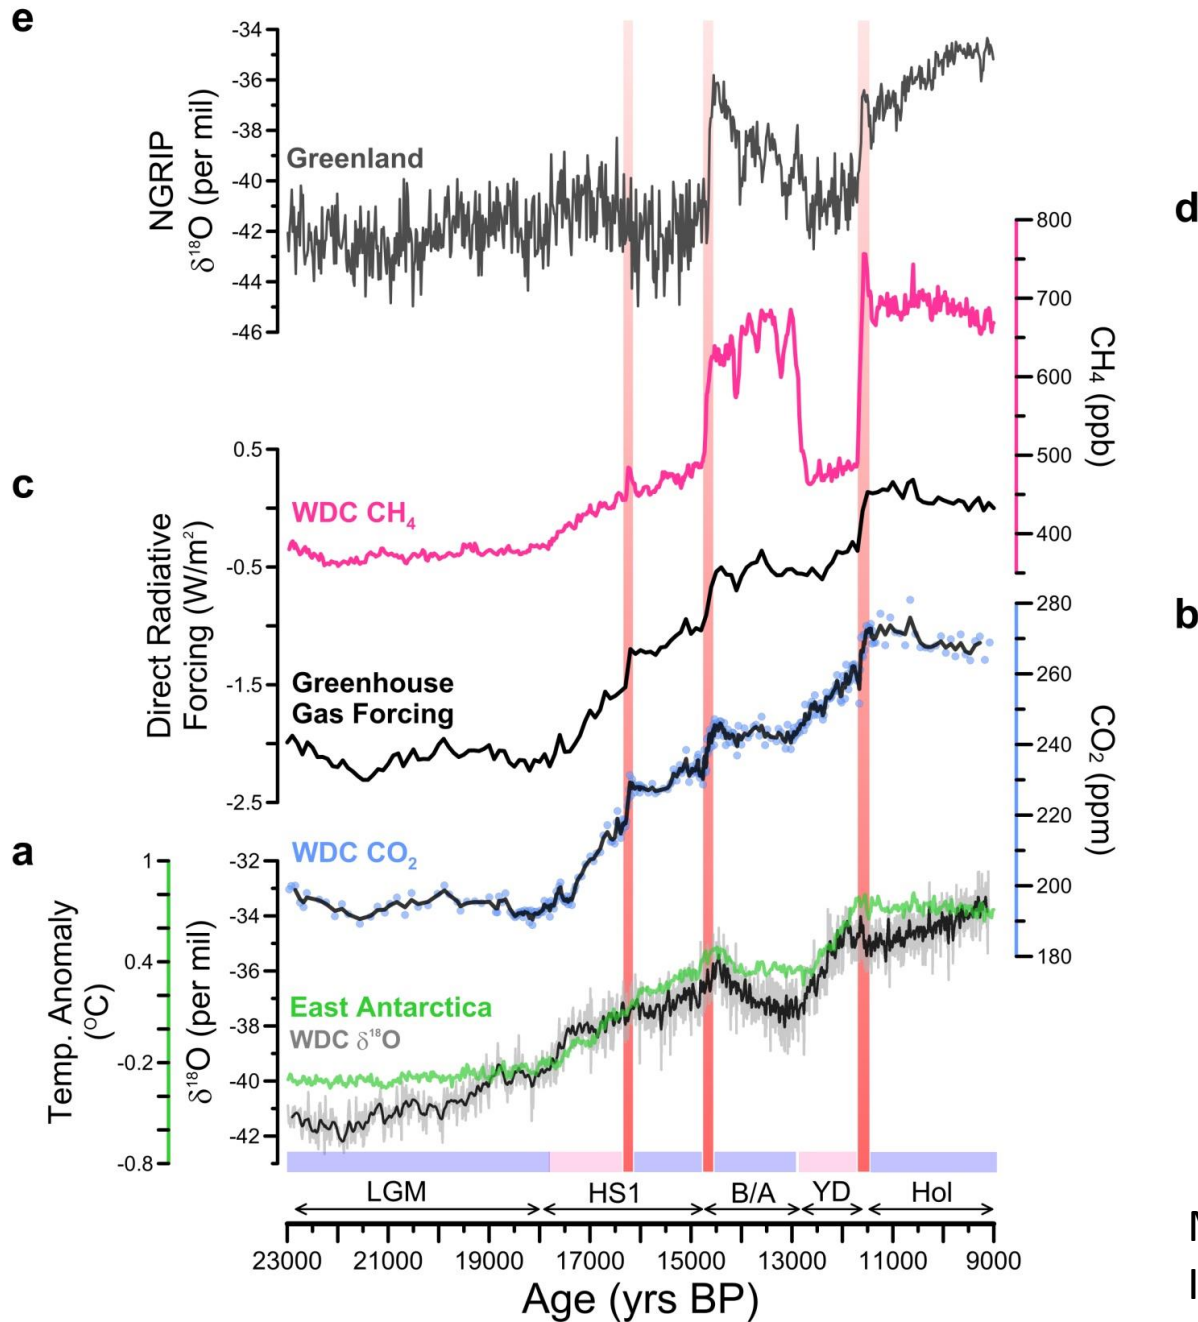 e
-34
-36
-38
-40
-42
-44
-46
NGRIP
δ¹⁸O (per mil)
Greenland
d
800
700
600
500
400
CH₄ (ppb)
WDC CH₄
c
0.5
-0.5
-1.5
-2.5
Direct Radiative
Forcing (W/m²)
Greenhouse
Gas Forcing
b
280
260
240
220
200
180
CO₂ (ppm)
WDC CO₂
a
1
0.4
-0.2
-0.8
Temp. Anomaly
(°C)
-32
-34
-36
-38
-40
-42
δ¹⁸O (per mil)
East Antarctica
WDC δ¹⁸O
LGM HS1 B/A YD Hol
23000 21000 19000 17000 15000 13000 11000 9000
Age (yrs BP)